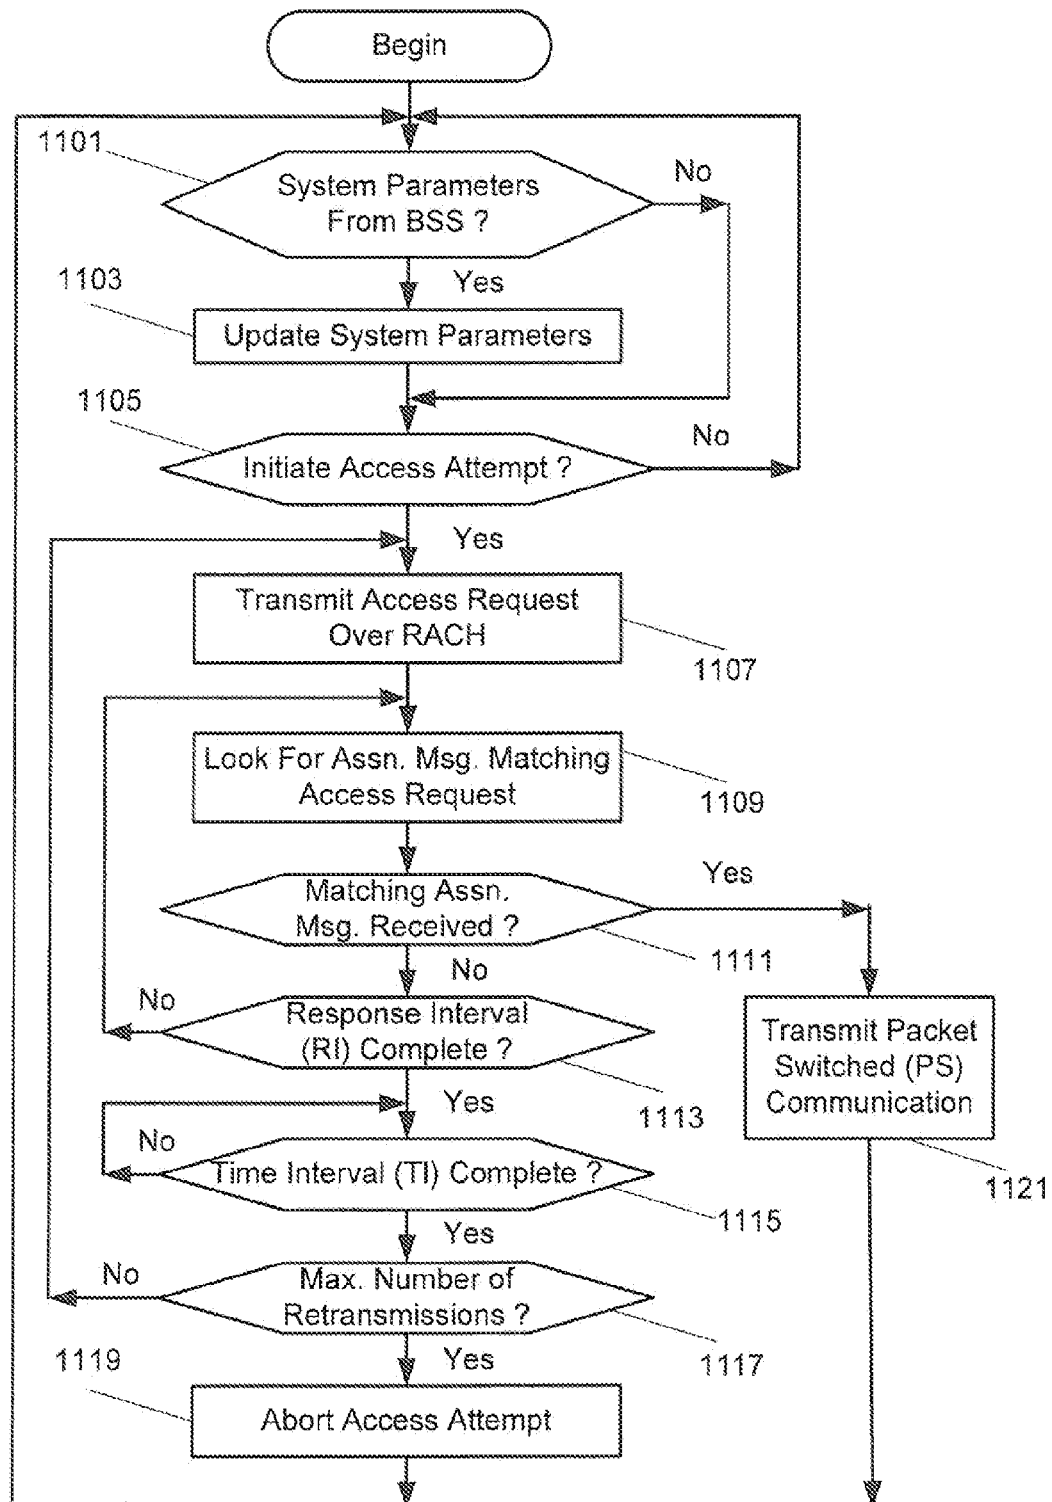 Begin
1101
System Parameters
From BSS ?
No
Yes
1103
Update System Parameters
1105
Initiate Access Attempt ?
No
Yes
Transmit Access Request
Over RACH
1107
Look For Assn. Msg. Matching
Access Request
1109
Matching Assn.
Msg. Received ?
Yes
1111
No
Response Interval
(RI) Complete ?
No
1113
Yes
Transmit Packet
Switched (PS)
Communication
1121
No
Time Interval (TI) Complete ?
1115
Yes
No
Max. Number of
Retransmissions ?
1117
Yes
1119
Abort Access Attempt